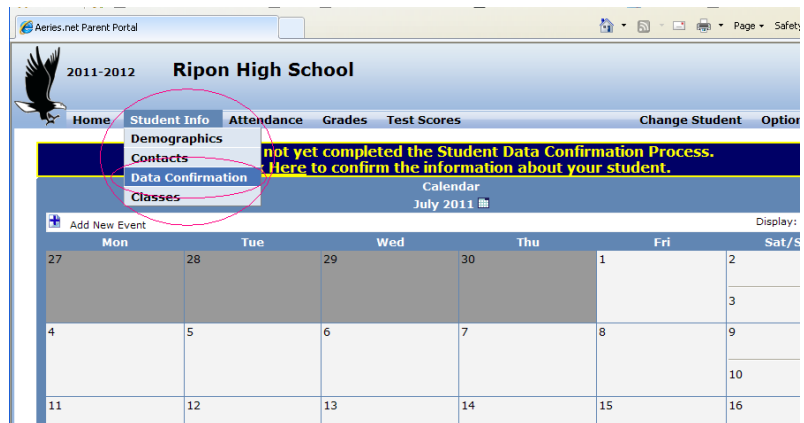 Aeries.net Parent Portal
Page Safety
2011-2012 Ripon High School
Home Student Info Attendance Grades Test Scores Change Student
Demographics
Contacts
Data Confirmation
Classes
not yet completed the Student Data Confirmation Process.
Here to confirm the information about your student.
Calendar
July 2011
Add New Event Display:
Mon Tue Wed Thu Fri
27 28 29 30 1 2
3
4 5 6 7 8 9
10
11 12 13 14 15 16